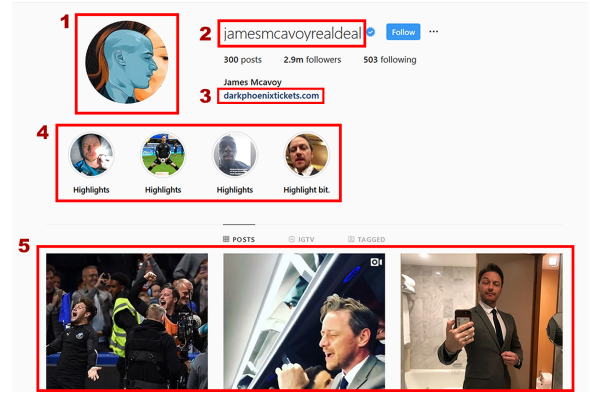 1
2 jamesmcavoyrealdeal Follow ...
300 posts 2.9m followers 503 following
James Mcavoy
3 darkphoenixtickets.com
4
Highlights Highlights Highlights Highlight bit.
POSTS IGTV TAGGED
5